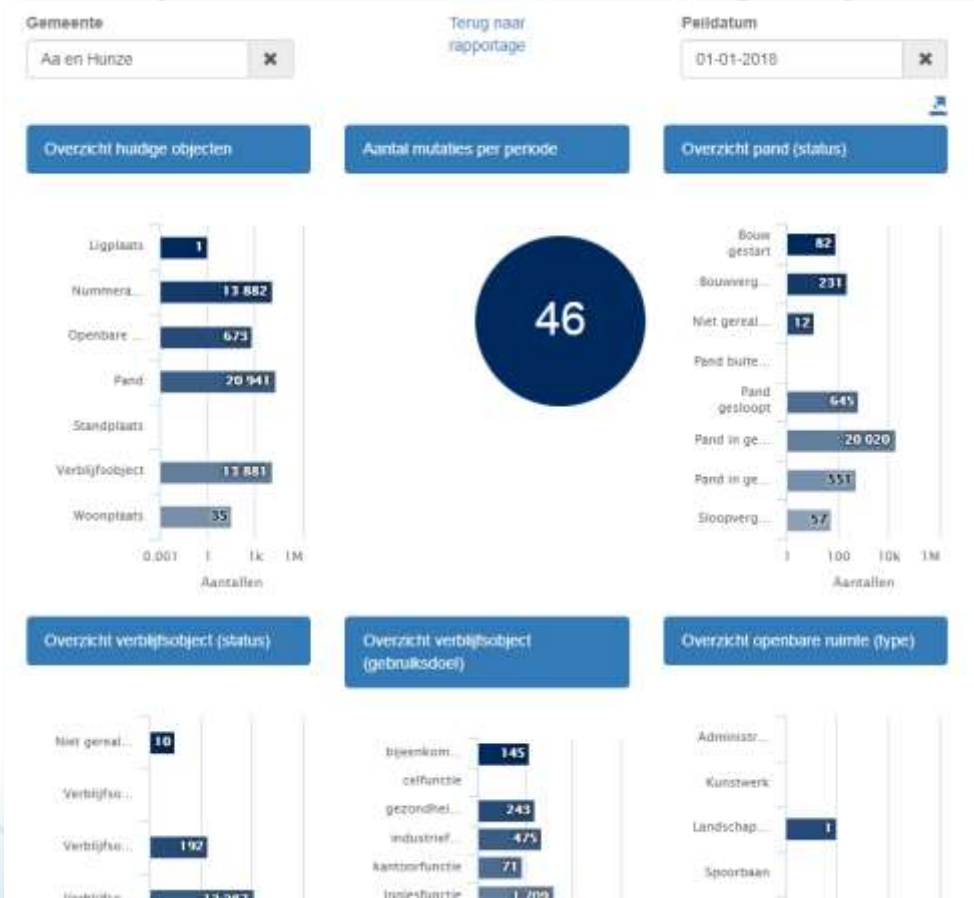 Gemeente
Aa en Hunze
Terug naar
rapportage
Peildatum
01-01-2018
Overzicht huidige objecten
Aantal mutaties per periode
Overzicht pand (status)
Ligplaats 1
Nummera... 13 882
Openbare ... 673
Pand 20 941
Standplaats
Verblijfsobject 13 881
Woonplaats 35
0.001 1 1k 1M
Aantallen
46
Bouw
gestart 82
Bouwverg... 231
Niet gereal... 12
Pand buite...
Pand
gesloopt 645
Pand in ge... 20 020
Pand in ge... 551
Sloopverg... 57
1 100 10k 1M
Aantallen
Overzicht verblijfsobject (status)
Overzicht verblijfsobject
(gebruiksdoel)
Overzicht openbare ruimte (type)
Niet gereal... 10
Verblijfso...
Verblijfso... 192
Verblijfso...
bijeenkom... 145
celfunctie
gezondhei... 243
industrief... 475
kantoorfunctie 71
logiesfunctie 1 709
Administr...
Kunstwerk
Landschap... 1
Spoorbaan